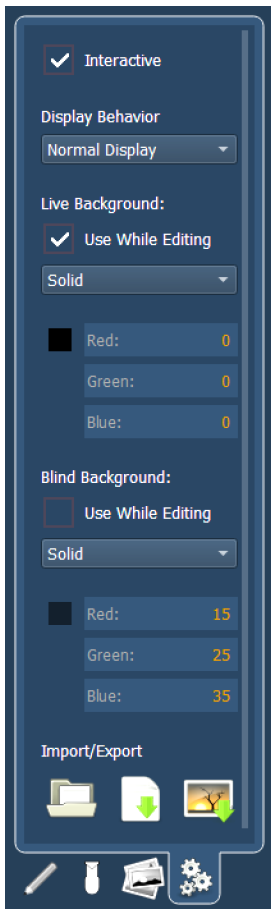 Interactive
Display Behavior
Normal Display
Live Background:
Use While Editing
Solid
Red: 0
Green: 0
Blue: 0
Blind Background:
Use While Editing
Solid
Red: 15
Green: 25
Blue: 35
Import/Export